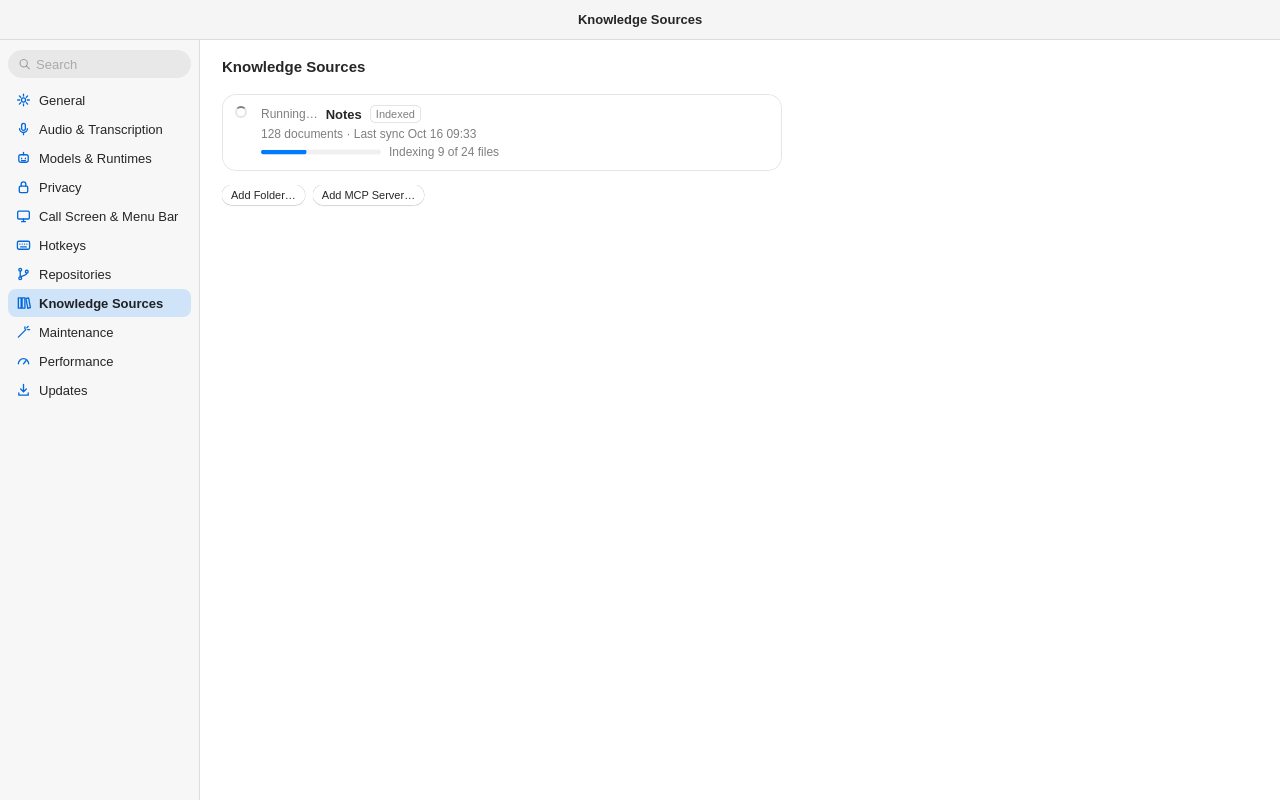 Knowledge Sources
Search
General
Audio & Transcription
Models & Runtimes
Privacy
Call Screen & Menu Bar
Hotkeys
Repositories
Knowledge Sources
Maintenance
Performance
Updates
Knowledge Sources
Running… Notes Indexed
128 documents · Last sync Oct 16 09:33
Indexing 9 of 24 files
Add Folder… Add MCP Server…